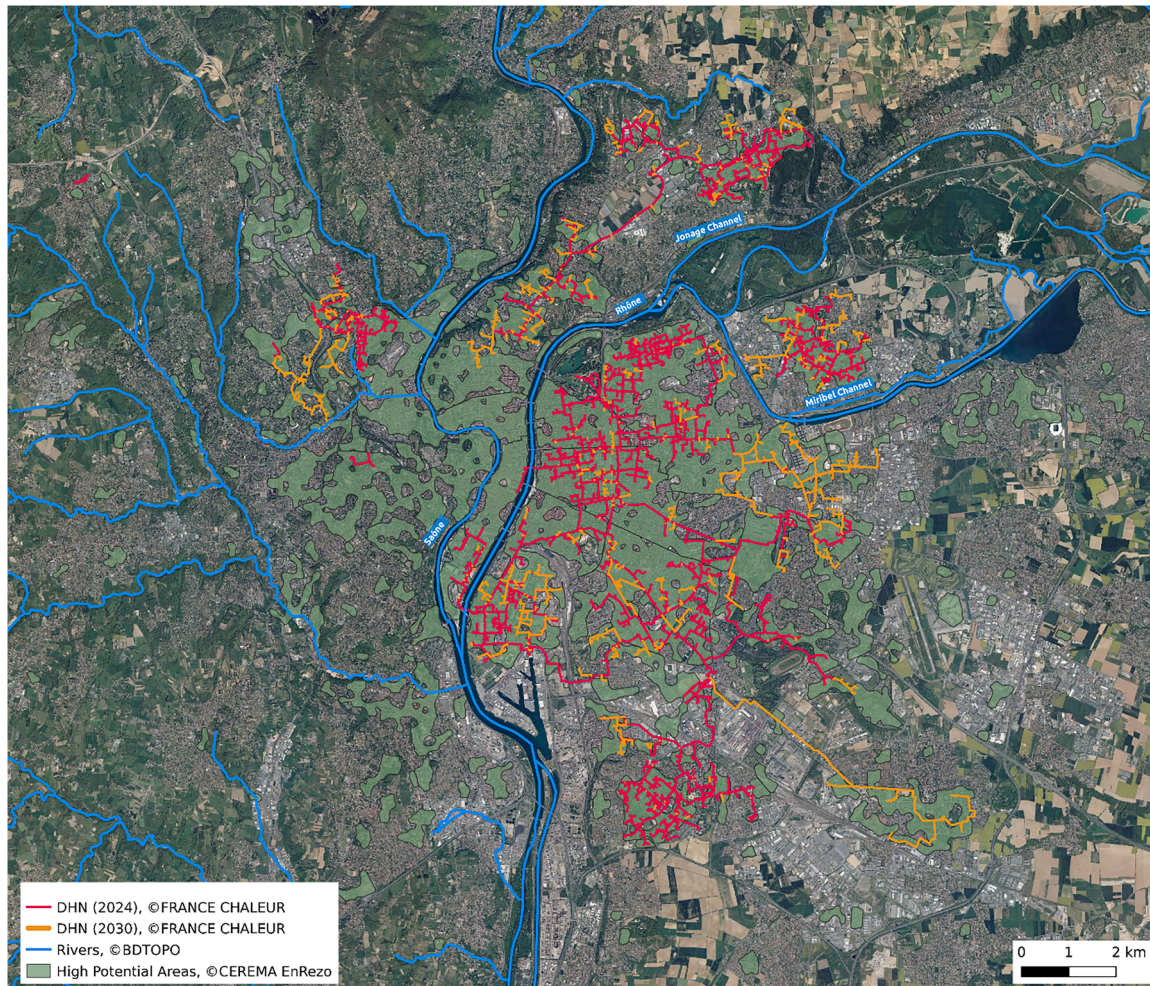 Jonage Channel
Rhône
Miribel Channel
Saône
DHN (2024), ©FRANCE CHALEUR
DHN (2030), ©FRANCE CHALEUR
Rivers, ©BDTOPO
High Potential Areas, ©CEREMA EnRezo
0 1 2 km